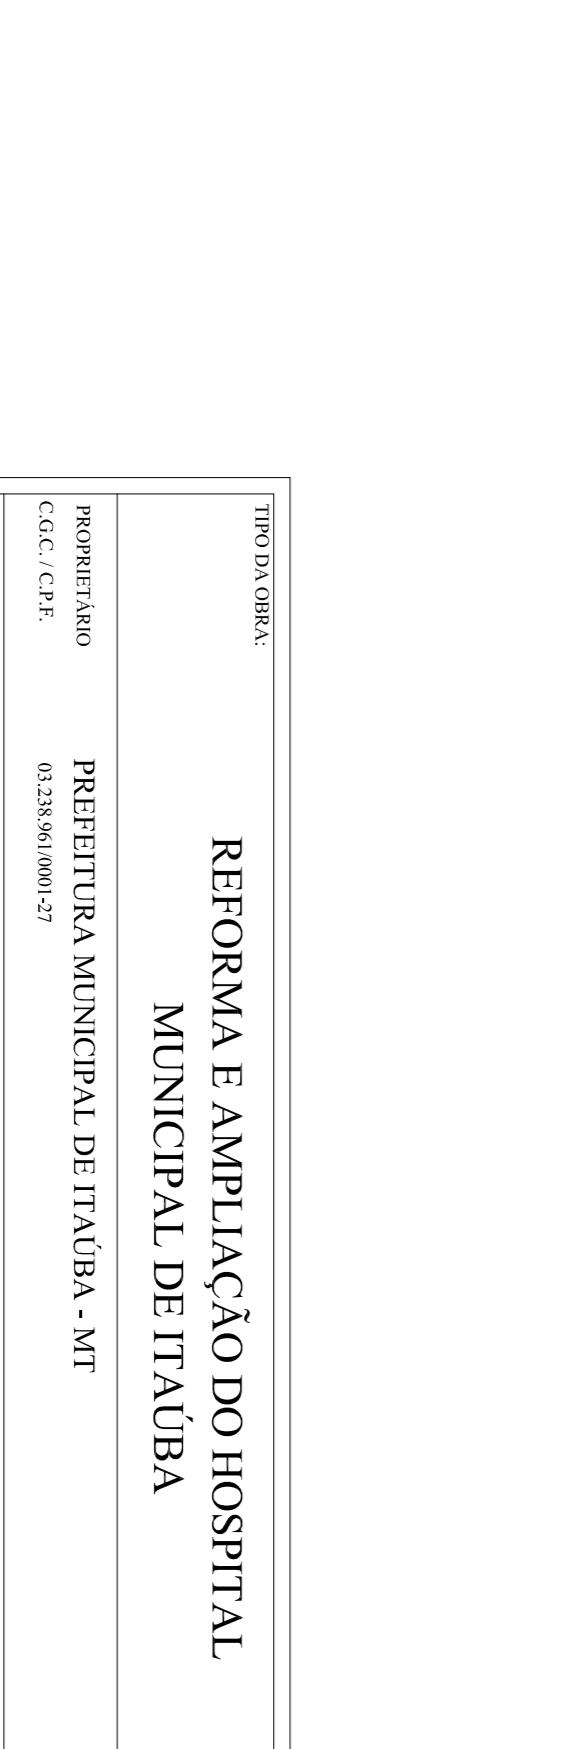 TIPO DA OBRA:
REFORMA E AMPLIAÇÃO DO HOSPITAL
MUNICIPAL DE ITAÚBA
PROPRIETÁRIO PREFEITURA MUNICIPAL DE ITAÚBA - MT
C.G.C. / C.P.F. 03.238.961/0001-27